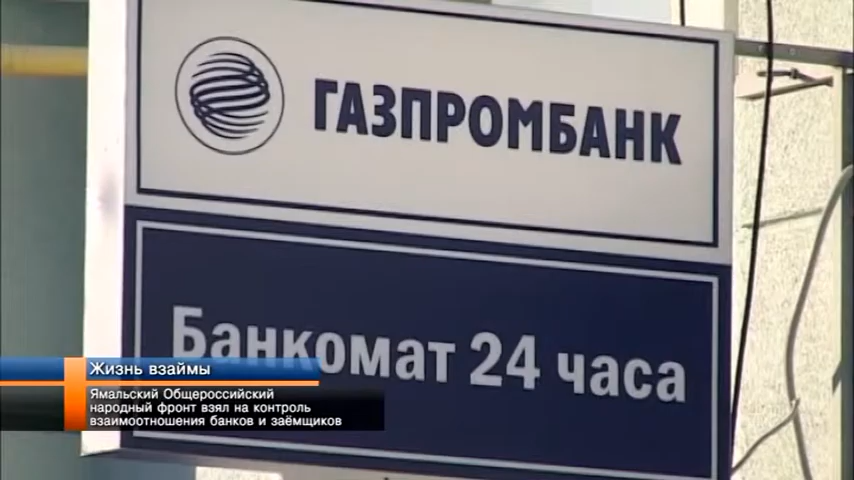 ГАЗПРОМБАНК
Банкомат 24 часа
Жизнь взаймы
Ямальский Общероссийский
народный фронт взял на контроль
взаимоотношения банков и заёмщиков